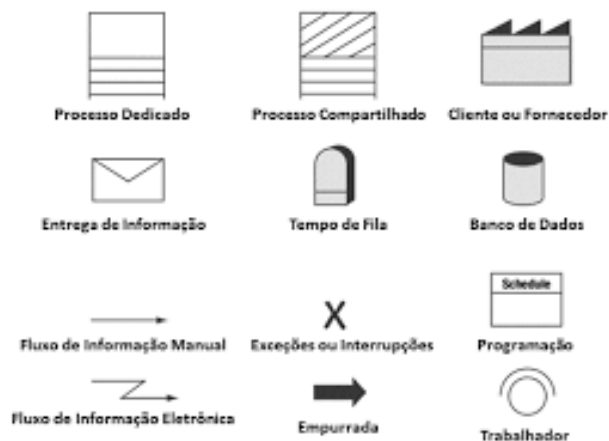 Processo Dedicado
Processo Compartilhado
Cliente ou Fornecedor
Entrega de Informação
Tempo de Fila
Banco de Dados
Schedule
Fluxo de Informação Manual
X
Exceções ou Interrupções
Programação
Fluxo de Informação Eletrônica
Empurrada
Trabalhador